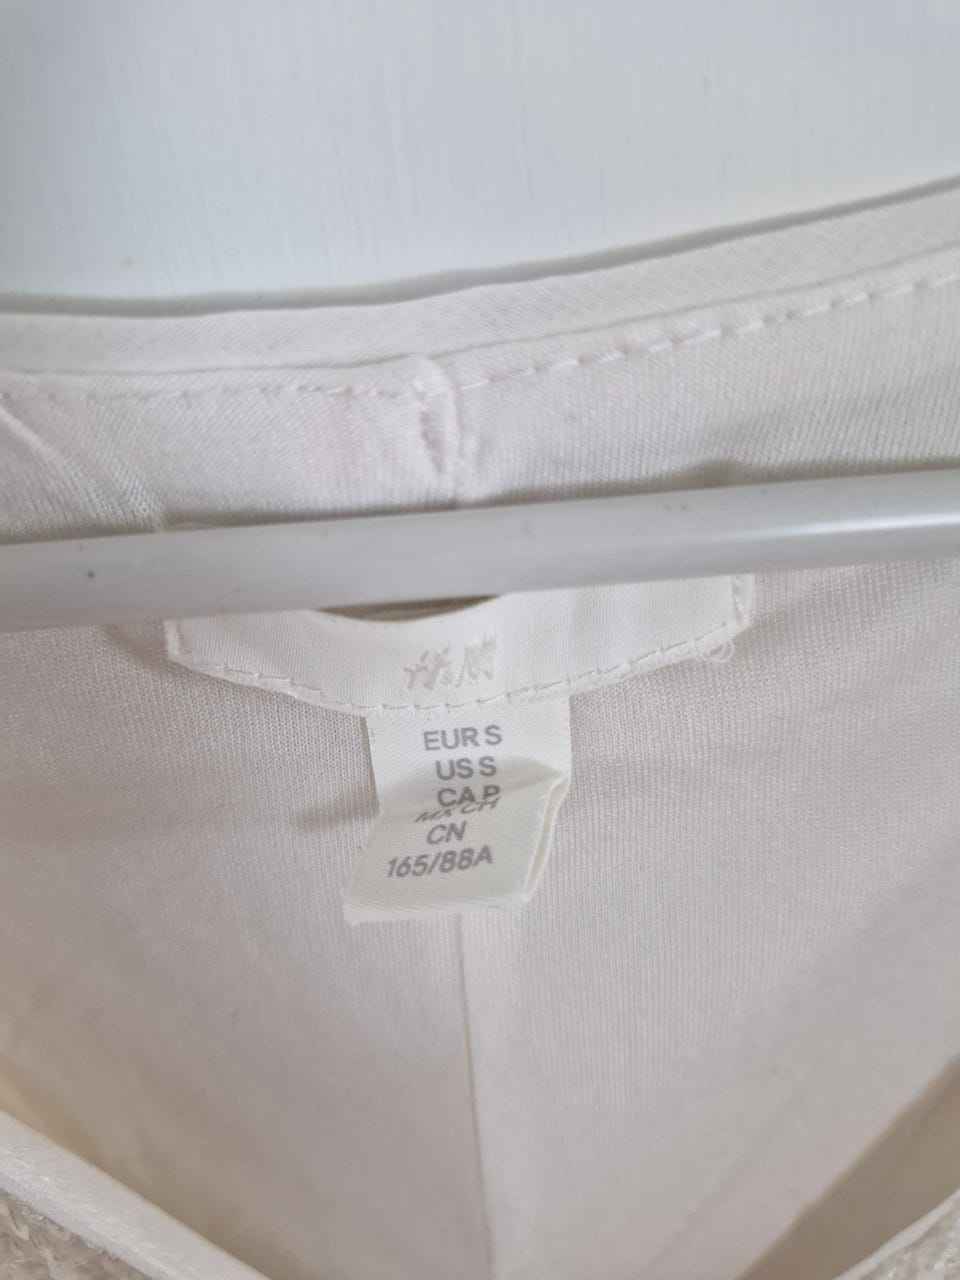 H&M
EUR S
US S
CA P
MX CH
CN
165/88A